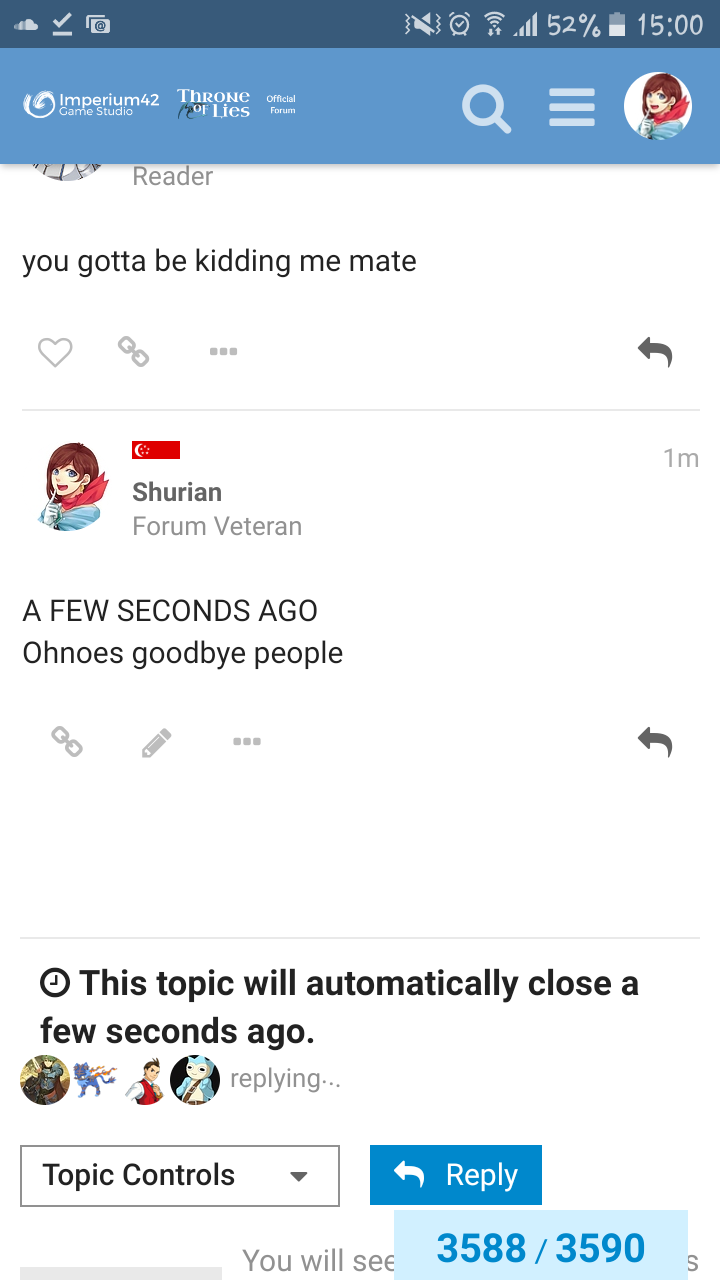 52% 15:00
Imperium42
Game Studio
THRONE
OF LIES
Official
Forum
Reader
you gotta be kidding me mate
1m
Shurian
Forum Veteran
A FEW SECONDS AGO
Ohnoes goodbye people
This topic will automatically close a
few seconds ago.
replying...
Topic Controls
Reply
You will see
3588 / 3590
s